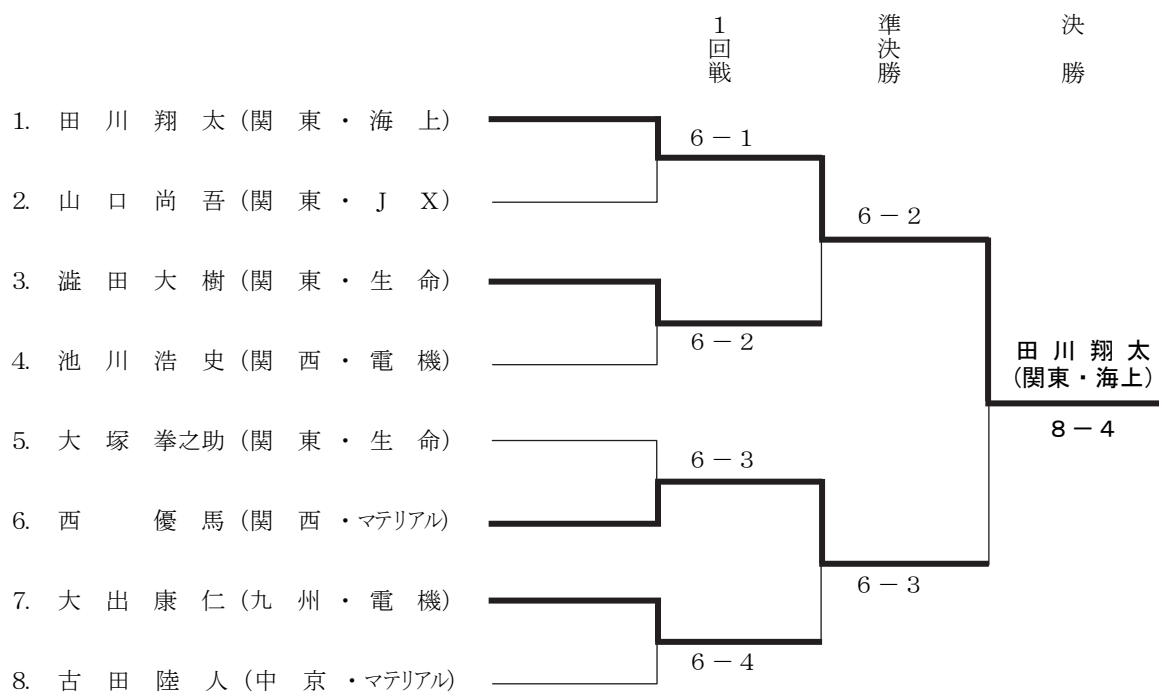 1回戦
準決勝
決勝
1. 田川翔太(関東・海上)
6-1
2. 山口尚吾(関東・JX)
6-2
3. 澁田大樹(関東・生命)
6-2
4. 池川浩史(関西・電機)
田川翔太
(関東・海上)
8-4
5. 大塚拳之助(関東・生命)
6-3
6. 西 優馬(関西・マテリアル)
6-3
7. 大出康仁(九州・電機)
6-4
8. 古田陸人(中京・マテリアル)